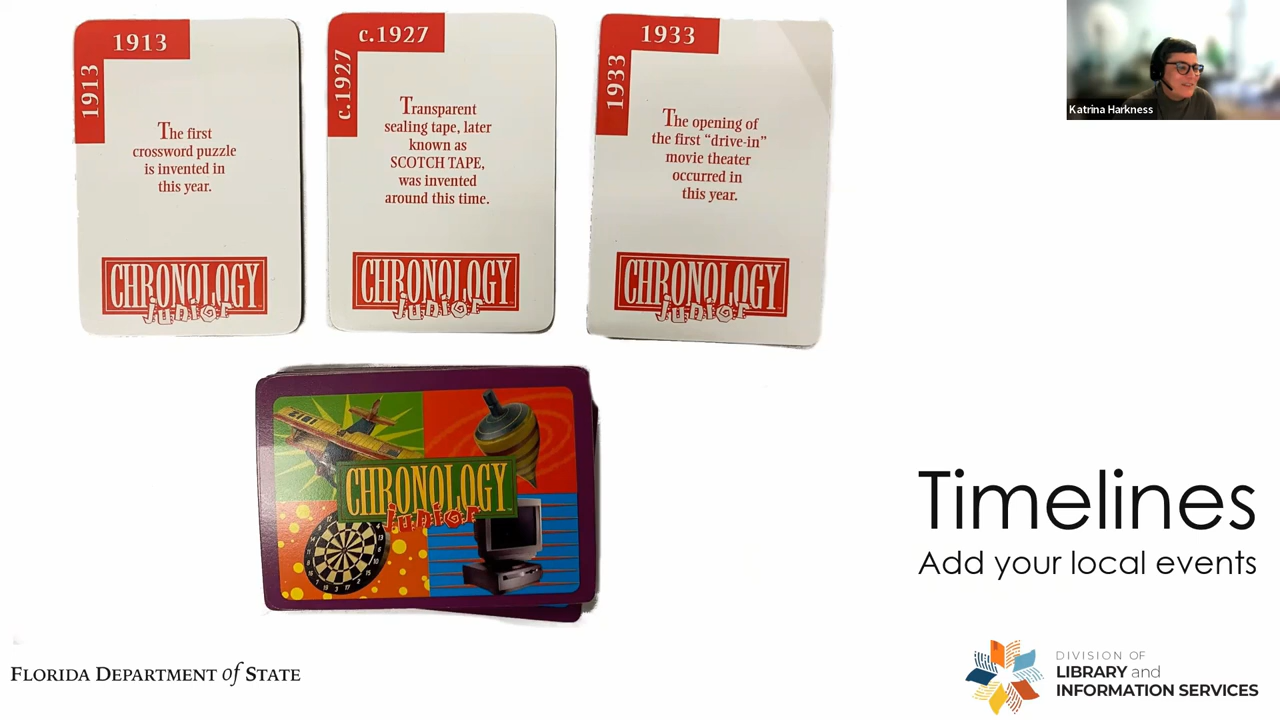 1913
1913
The first
crossword puzzle
is invented in
this year.
CHRONOLOGY
junior
c.1927
c.1927
Transparent
sealing tape, later
known as
SCOTCH TAPE,
was invented
around this time.
CHRONOLOGY
junior
1933
1933
The opening of
the first “drive-in”
movie theater
occurred in
this year.
CHRONOLOGY
junior
Katrina Harkness
CHRONOLOGY
junior
Timelines
Add your local events
FLORIDA DEPARTMENT of STATE
DIVISION OF
LIBRARY and
INFORMATION SERVICES